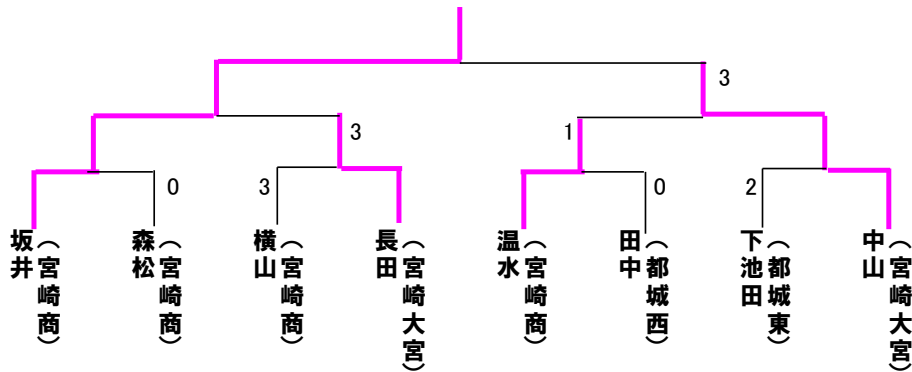 3
3
1
0
3
0
2
坂井(宮崎商)
森松(宮崎商)
横山(宮崎商)
長田(宮崎大宮)
温水(宮崎商)
田中(都城西)
下池田(都城東)
中山(宮崎大宮)